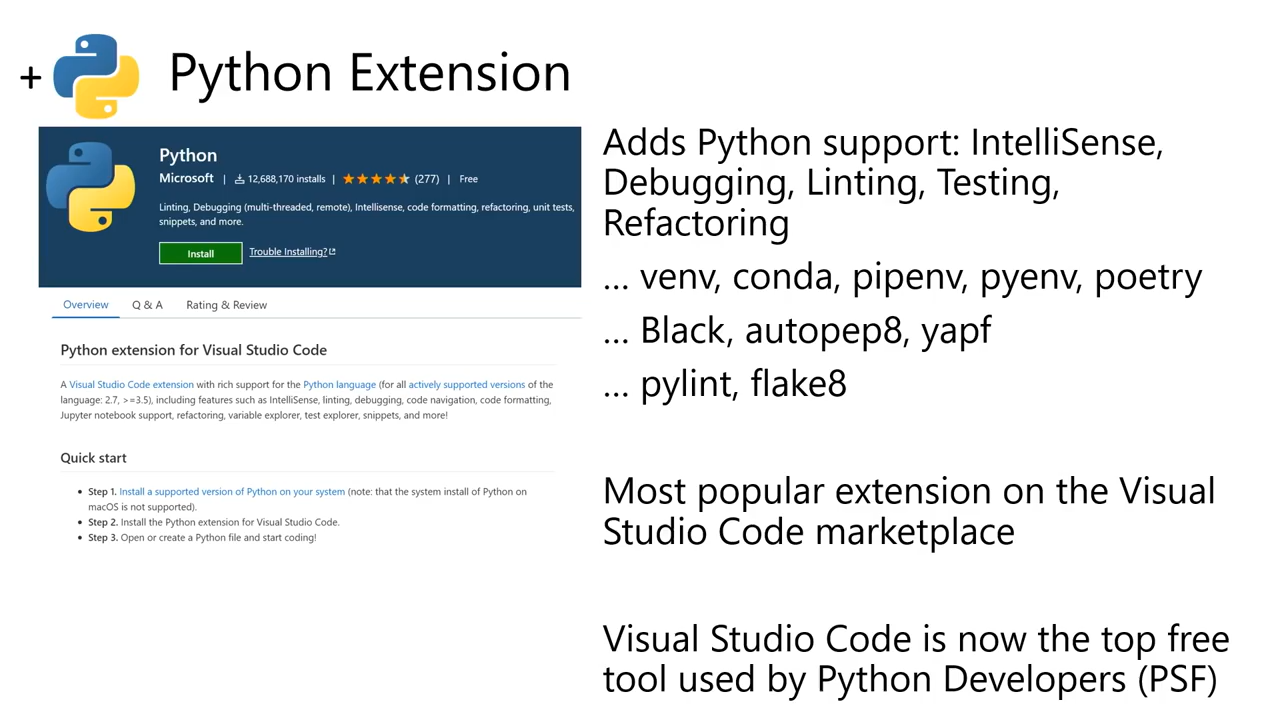 + Python Extension
Python
Microsoft | 12,688,170 installs | (277) | Free
Linting, Debugging (multi-threaded, remote), Intellisense, code formatting, refactoring, unit tests,
snippets, and more.
Install Trouble Installing?
Overview Q & A Rating & Review
Python extension for Visual Studio Code
A Visual Studio Code extension with rich support for the Python language (for all actively supported versions of the
language: 2.7, >=3.5), including features such as IntelliSense, linting, debugging, code navigation, code formatting,
Jupyter notebook support, refactoring, variable explorer, test explorer, snippets, and more!
Quick start
• Step 1. Install a supported version of Python on your system (note: that the system install of Python on
macOS is not supported).
• Step 2. Install the Python extension for Visual Studio Code.
• Step 3. Open or create a Python file and start coding!
Adds Python support: IntelliSense,
Debugging, Linting, Testing,
Refactoring
... venv, conda, pipenv, pyenv, poetry
... Black, autopep8, yapf
... pylint, flake8
Most popular extension on the Visual
Studio Code marketplace
Visual Studio Code is now the top free
tool used by Python Developers (PSF)